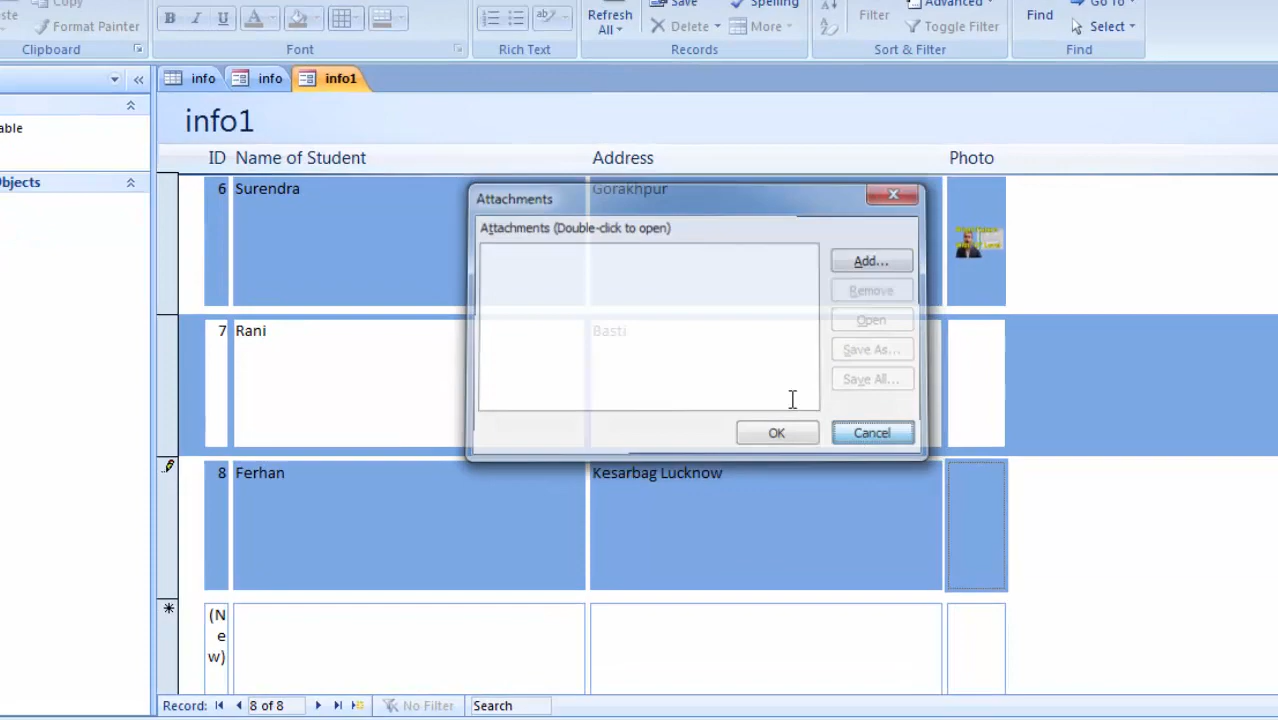 Copy
Format Painter
Clipboard
B I U A
Font
ab
Rich Text
Refresh
All
Save
Delete
Spelling
More
Records
Filter
Advanced
Toggle Filter
Sort & Filter
Find
Go To
Select
Find
info
info
info1
able
bjects
info1
ID Name of Student Address Photo
6 Surendra Gorakhpur
7 Rani Basti
8 Ferhan Kesarbag Lucknow
(N
e
w)
Attachments
Attachments (Double-click to open)
Add...
Remove
Open
Save As...
Save All...
OK
Cancel
Record: 8 of 8 No Filter Search